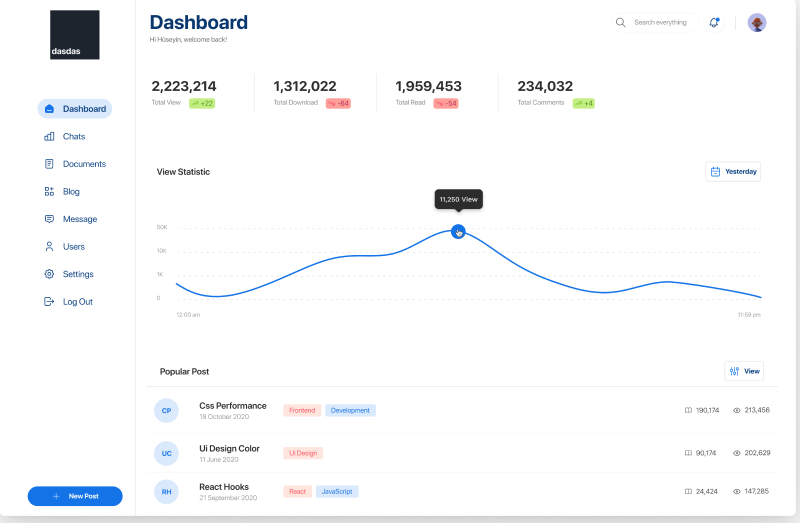 dasdas
Dashboard
Chats
Documents
Blog
Message
Users
Settings
Log Out
+ New Post
Dashboard
Hi Hüseyin, welcome back!
Search everything
2,223,214
Total View +22
1,312,022
Total Download -64
1,959,453
Total Read -54
234,032
Total Comments +4
View Statistic
Yesterday
11,250 View
50K
10K
1K
0
12:00 am
11:59 pm
Popular Post
View
CP
Css Performance
18 October 2020
Frontend Development
190,174 213,456
UC
Ui Design Color
11 June 2020
Ui Design
90,174 202,629
RH
React Hooks
21 September 2020
React JavaScript
24,424 147,285